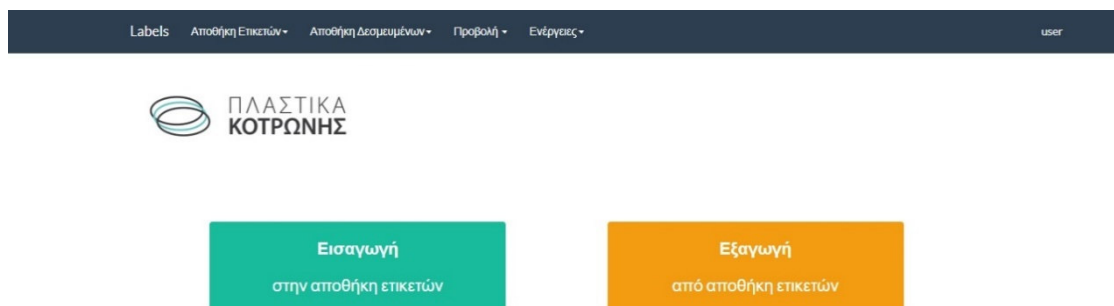 Labels Αποθήκη Ετικετών Αποθήκη Δεσμευμένων Προβολή Ενέργειες user
ΠΛΑΣΤΙΚΑ
ΚΟΤΡΩΝΗΣ
Εισαγωγή
στην αποθήκη ετικετών
Εξαγωγή
από αποθήκη ετικετών